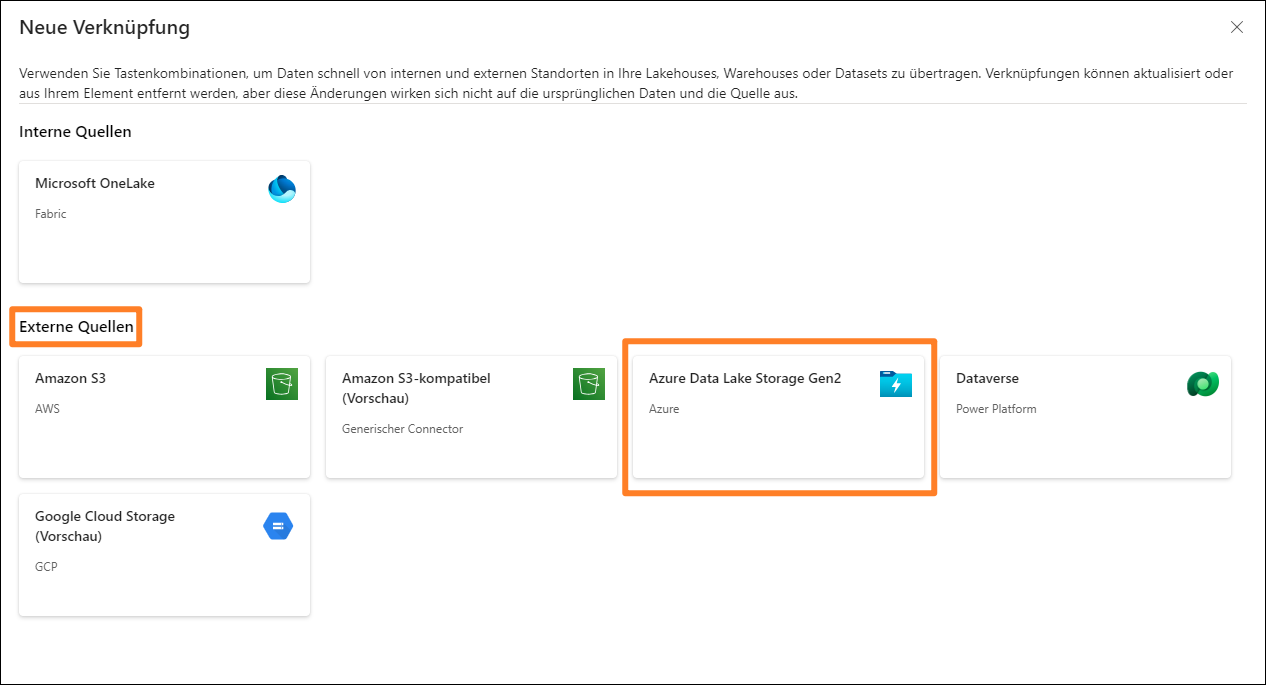 Neue Verknüpfung
Verwenden Sie Tastenkombinationen, um Daten schnell von internen und externen Standorten in Ihre Lakehouses, Warehouses oder Datasets zu übertragen. Verknüpfungen können aktualisiert oder
aus Ihrem Element entfernt werden, aber diese Änderungen wirken sich nicht auf die ursprünglichen Daten und die Quelle aus.
Interne Quellen
Microsoft OneLake
Fabric
Externe Quellen
Amazon S3
AWS
Amazon S3-kompatibel
(Vorschau)
Generischer Connector
Azure Data Lake Storage Gen2
Azure
Dataverse
Power Platform
Google Cloud Storage
(Vorschau)
GCP